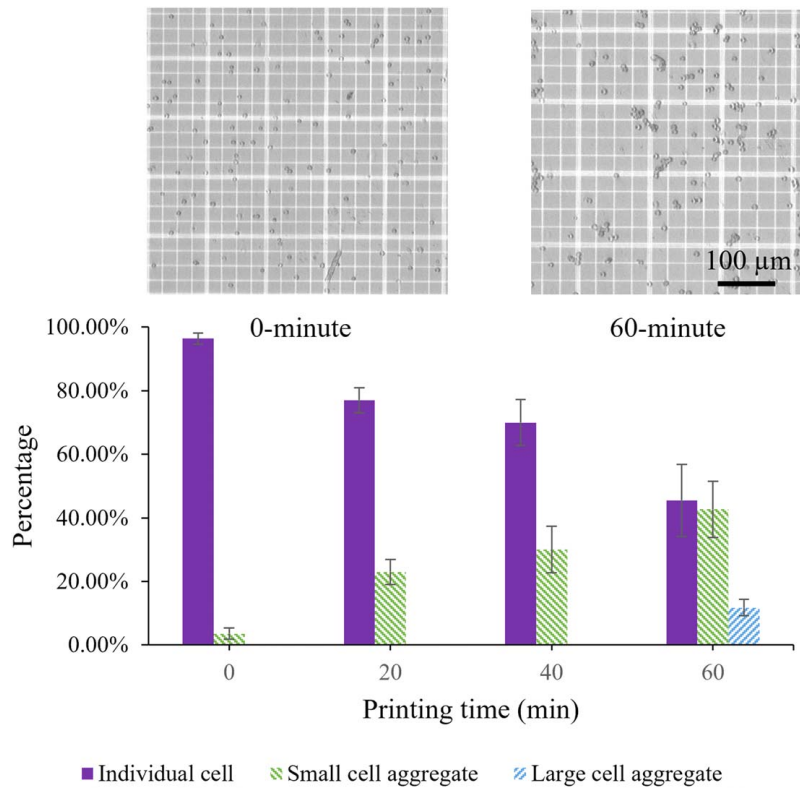 100 µm
0-minute
60-minute
100.00%
80.00%
60.00%
40.00%
20.00%
0.00%
Percentage
0
20
40
60
Printing time (min)
Individual cell
Small cell aggregate
Large cell aggregate